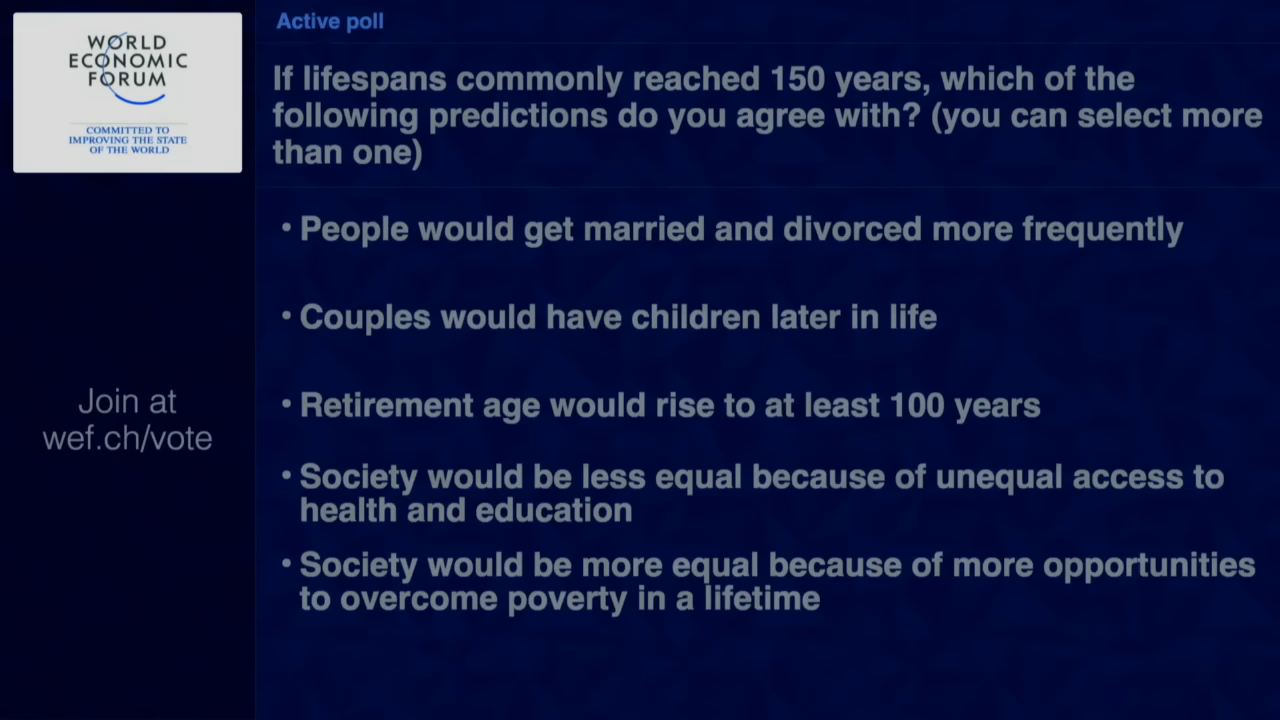 WORLD
ECONOMIC
FORUM
COMMITTED TO
IMPROVING THE STATE
OF THE WORLD
Active poll
If lifespans commonly reached 150 years, which of the
following predictions do you agree with? (you can select more
than one)
• People would get married and divorced more frequently
• Couples would have children later in life
• Retirement age would rise to at least 100 years
Join at
wef.ch/vote
• Society would be less equal because of unequal access to
health and education
• Society would be more equal because of more opportunities
to overcome poverty in a lifetime